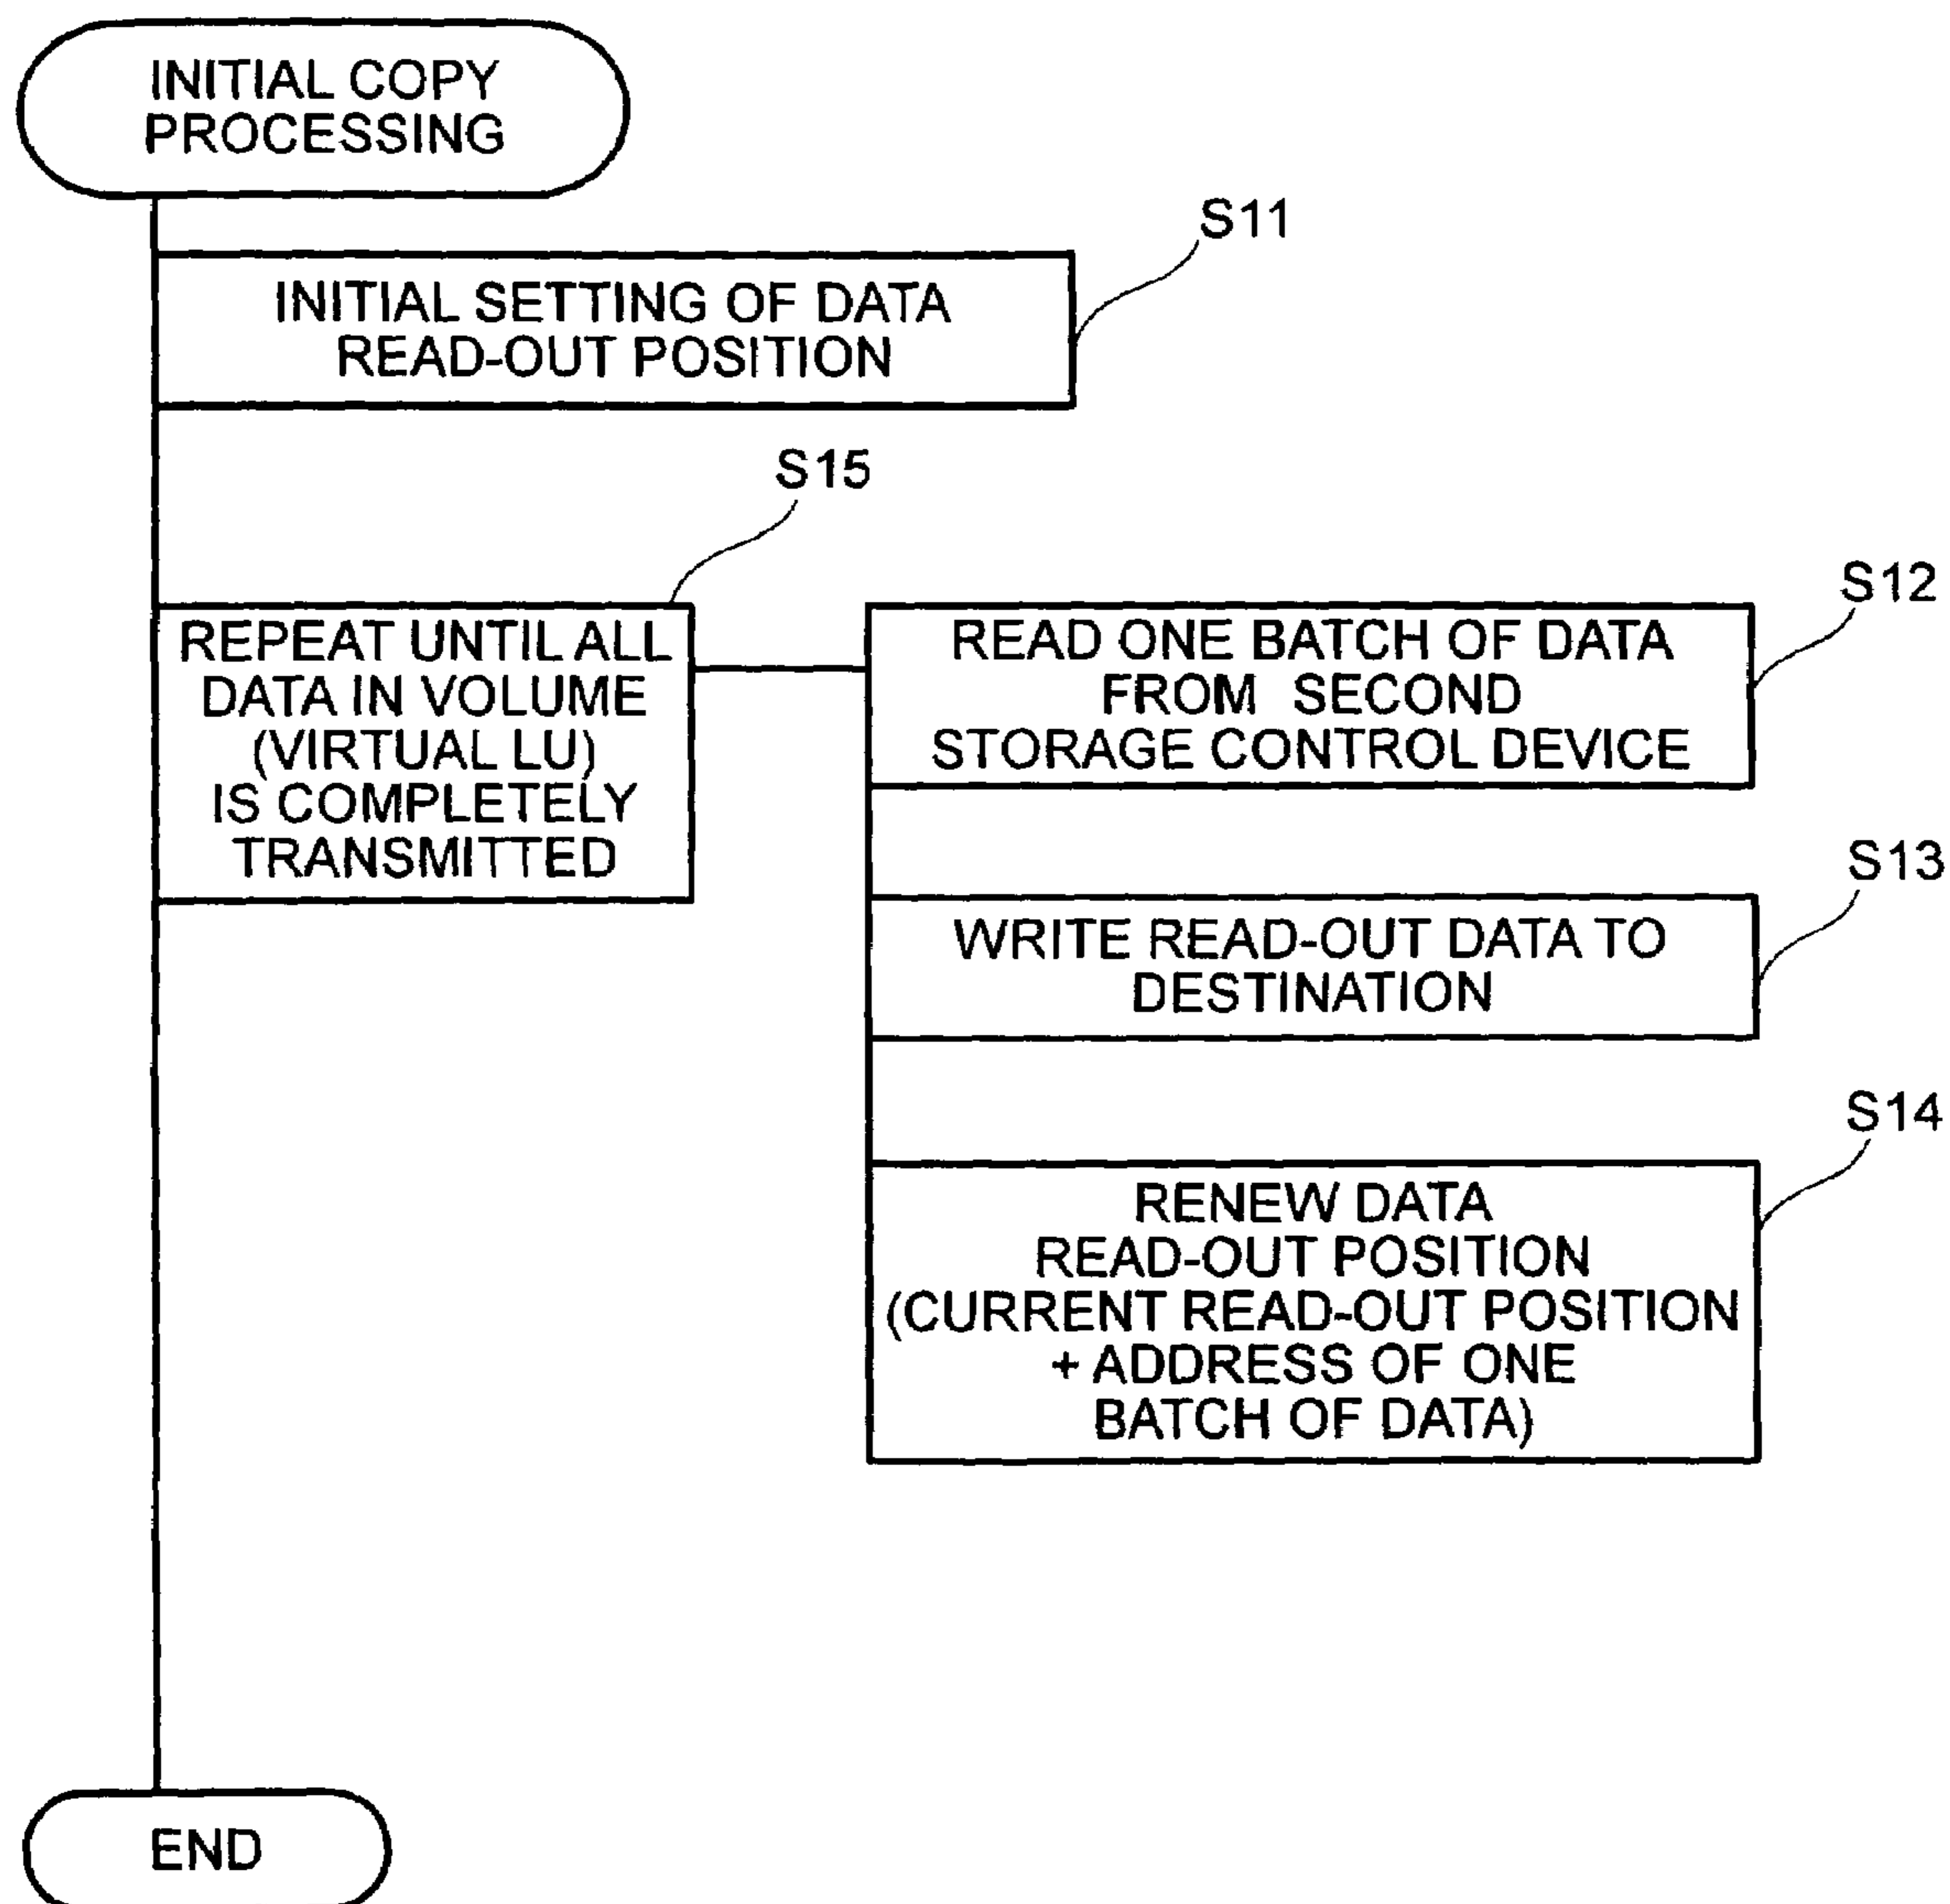 INITIAL COPY
PROCESSING
S11
INITIAL SETTING OF DATA
READ-OUT POSITION
S15
REPEAT UNTIL ALL
DATA IN VOLUME
(VIRTUAL LU)
IS COMPLETELY
TRANSMITTED
S12
READ ONE BATCH OF DATA
FROM SECOND
STORAGE CONTROL DEVICE
S13
WRITE READ-OUT DATA TO
DESTINATION
S14
RENEW DATA
READ-OUT POSITION
(CURRENT READ-OUT POSITION
+ ADDRESS OF ONE
BATCH OF DATA)
END